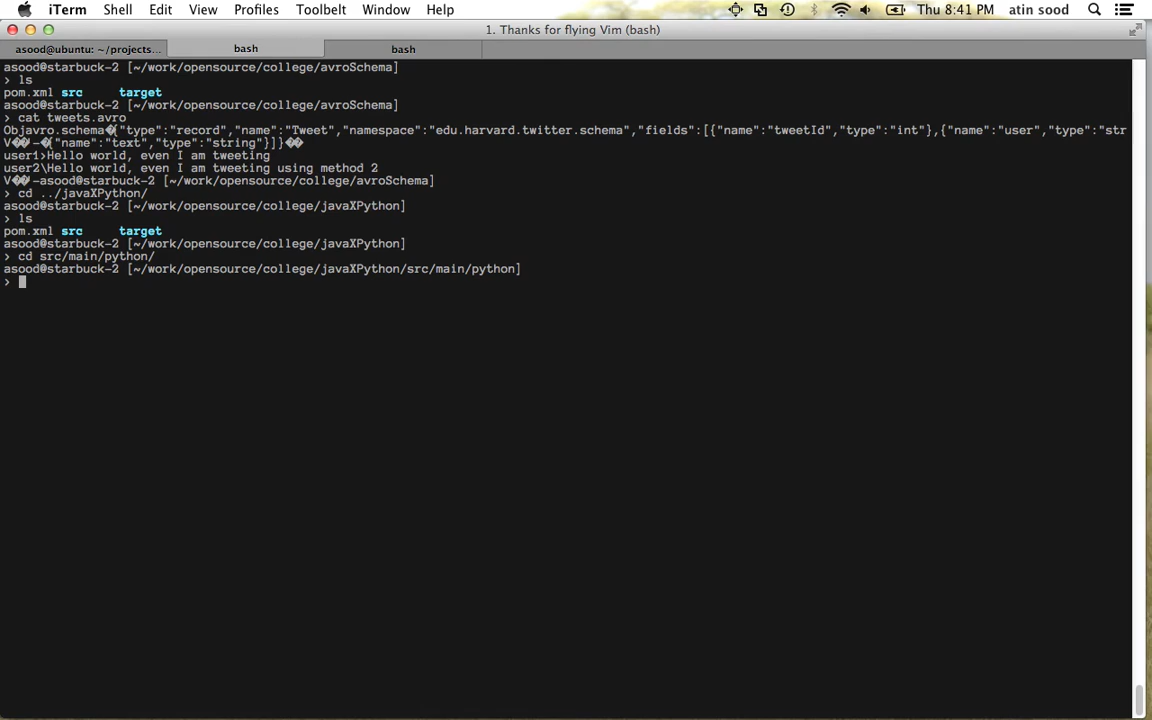 iTerm Shell Edit View Profiles Toolbelt Window Help Thu 8:41 PM atin sood
1. Thanks for flying Vim (bash)
asood@ubuntu: ~/projects... bash bash
asood@starbuck-2 [~/work/opensource/college/avroSchema]
> ls
pom.xml src target
asood@starbuck-2 [~/work/opensource/college/avroSchema]
> cat tweets.avro
Objavro.schema�{"type":"record","name":"Tweet","namespace":"edu.harvard.twitter.schema","fields":[{"name":"tweetId","type":"int"},{"name":"user","type":"str
V��-�{"name":"text","type":"string"}]}��
user1>Hello world, even I am tweeting
user2\Hello world, even I am tweeting using method 2
V��-asood@starbuck-2 [~/work/opensource/college/avroSchema]
> cd ../javaXPython/
asood@starbuck-2 [~/work/opensource/college/javaXPython]
> ls
pom.xml src target
asood@starbuck-2 [~/work/opensource/college/javaXPython]
> cd src/main/python/
asood@starbuck-2 [~/work/opensource/college/javaXPython/src/main/python]
>